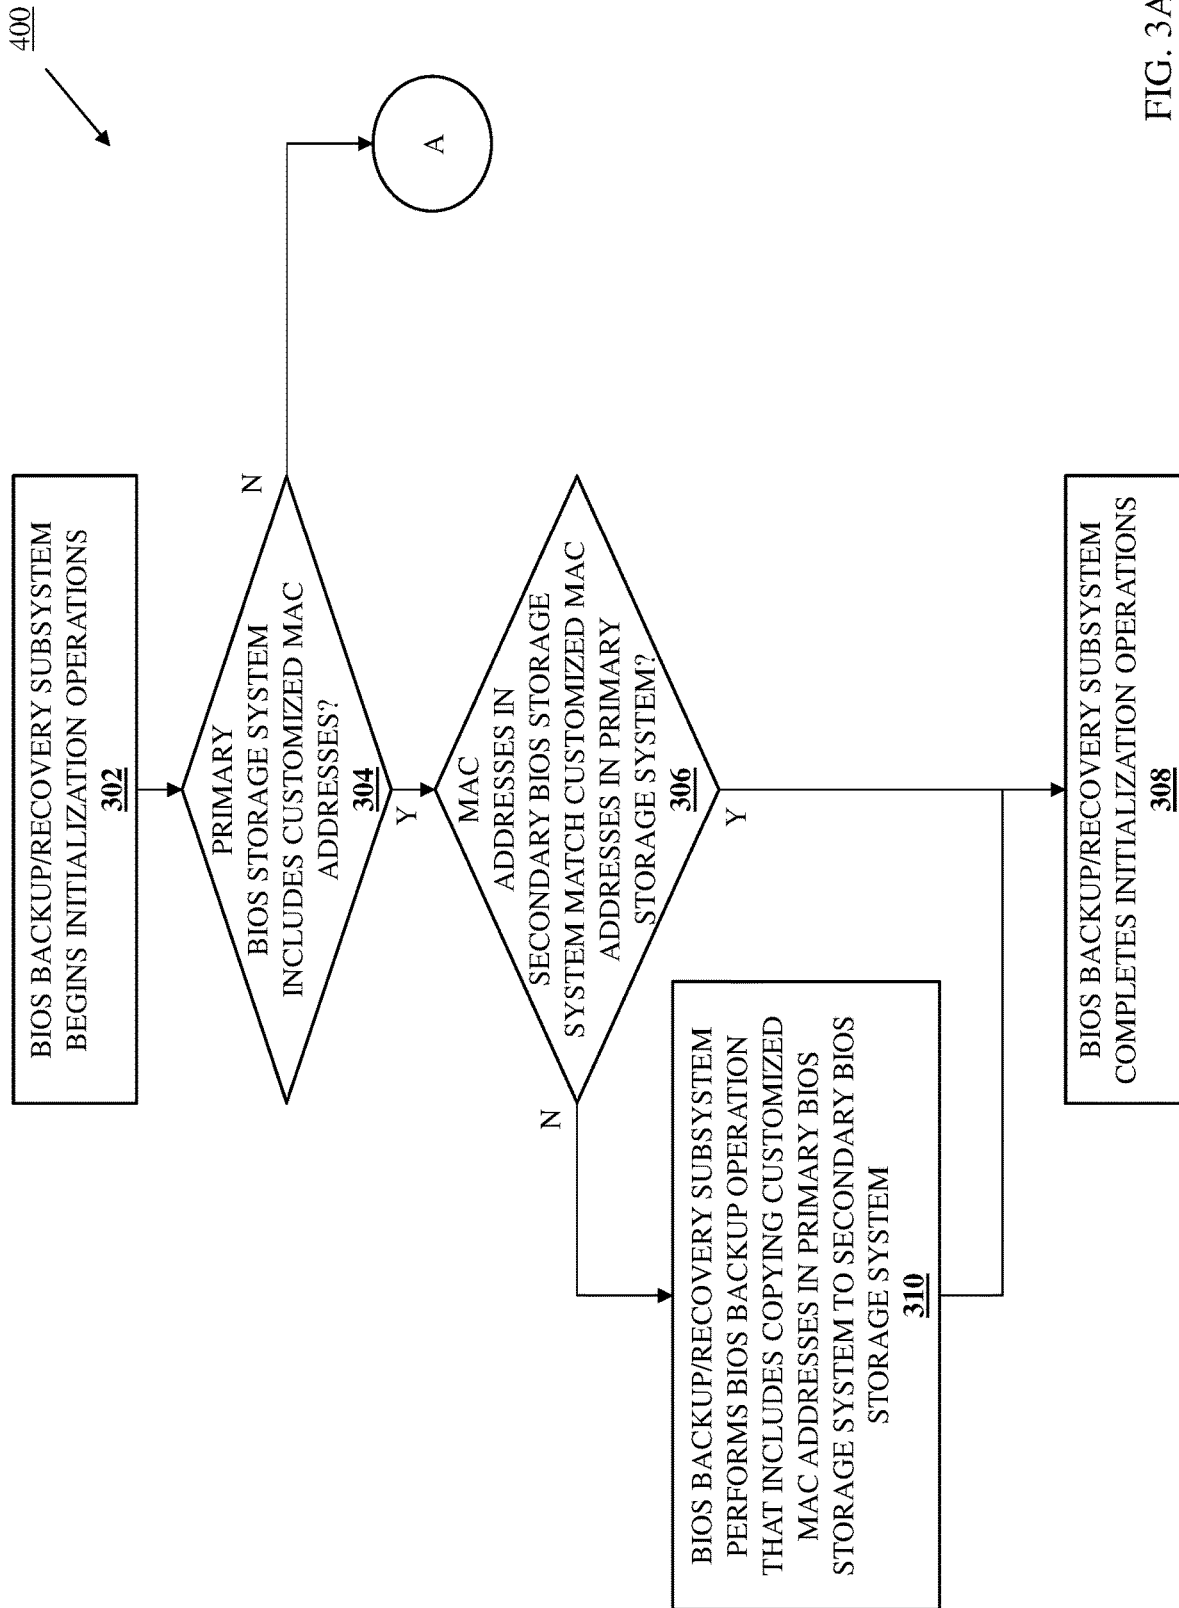 400
BIOS BACKUP/RECOVERY SUBSYSTEM
BEGINS INITIALIZATION OPERATIONS
302
PRIMARY
BIOS STORAGE SYSTEM
INCLUDES CUSTOMIZED MAC
ADDRESSES?
304
N
A
Y
MAC
ADDRESSES IN
SECONDARY BIOS STORAGE
SYSTEM MATCH CUSTOMIZED MAC
ADDRESSES IN PRIMARY
STORAGE SYSTEM?
306
N
Y
BIOS BACKUP/RECOVERY SUBSYSTEM
PERFORMS BIOS BACKUP OPERATION
THAT INCLUDES COPYING CUSTOMIZED
MAC ADDRESSES IN PRIMARY BIOS
STORAGE SYSTEM TO SECONDARY BIOS
STORAGE SYSTEM
310
BIOS BACKUP/RECOVERY SUBSYSTEM
COMPLETES INITIALIZATION OPERATIONS
308
FIG. 3A